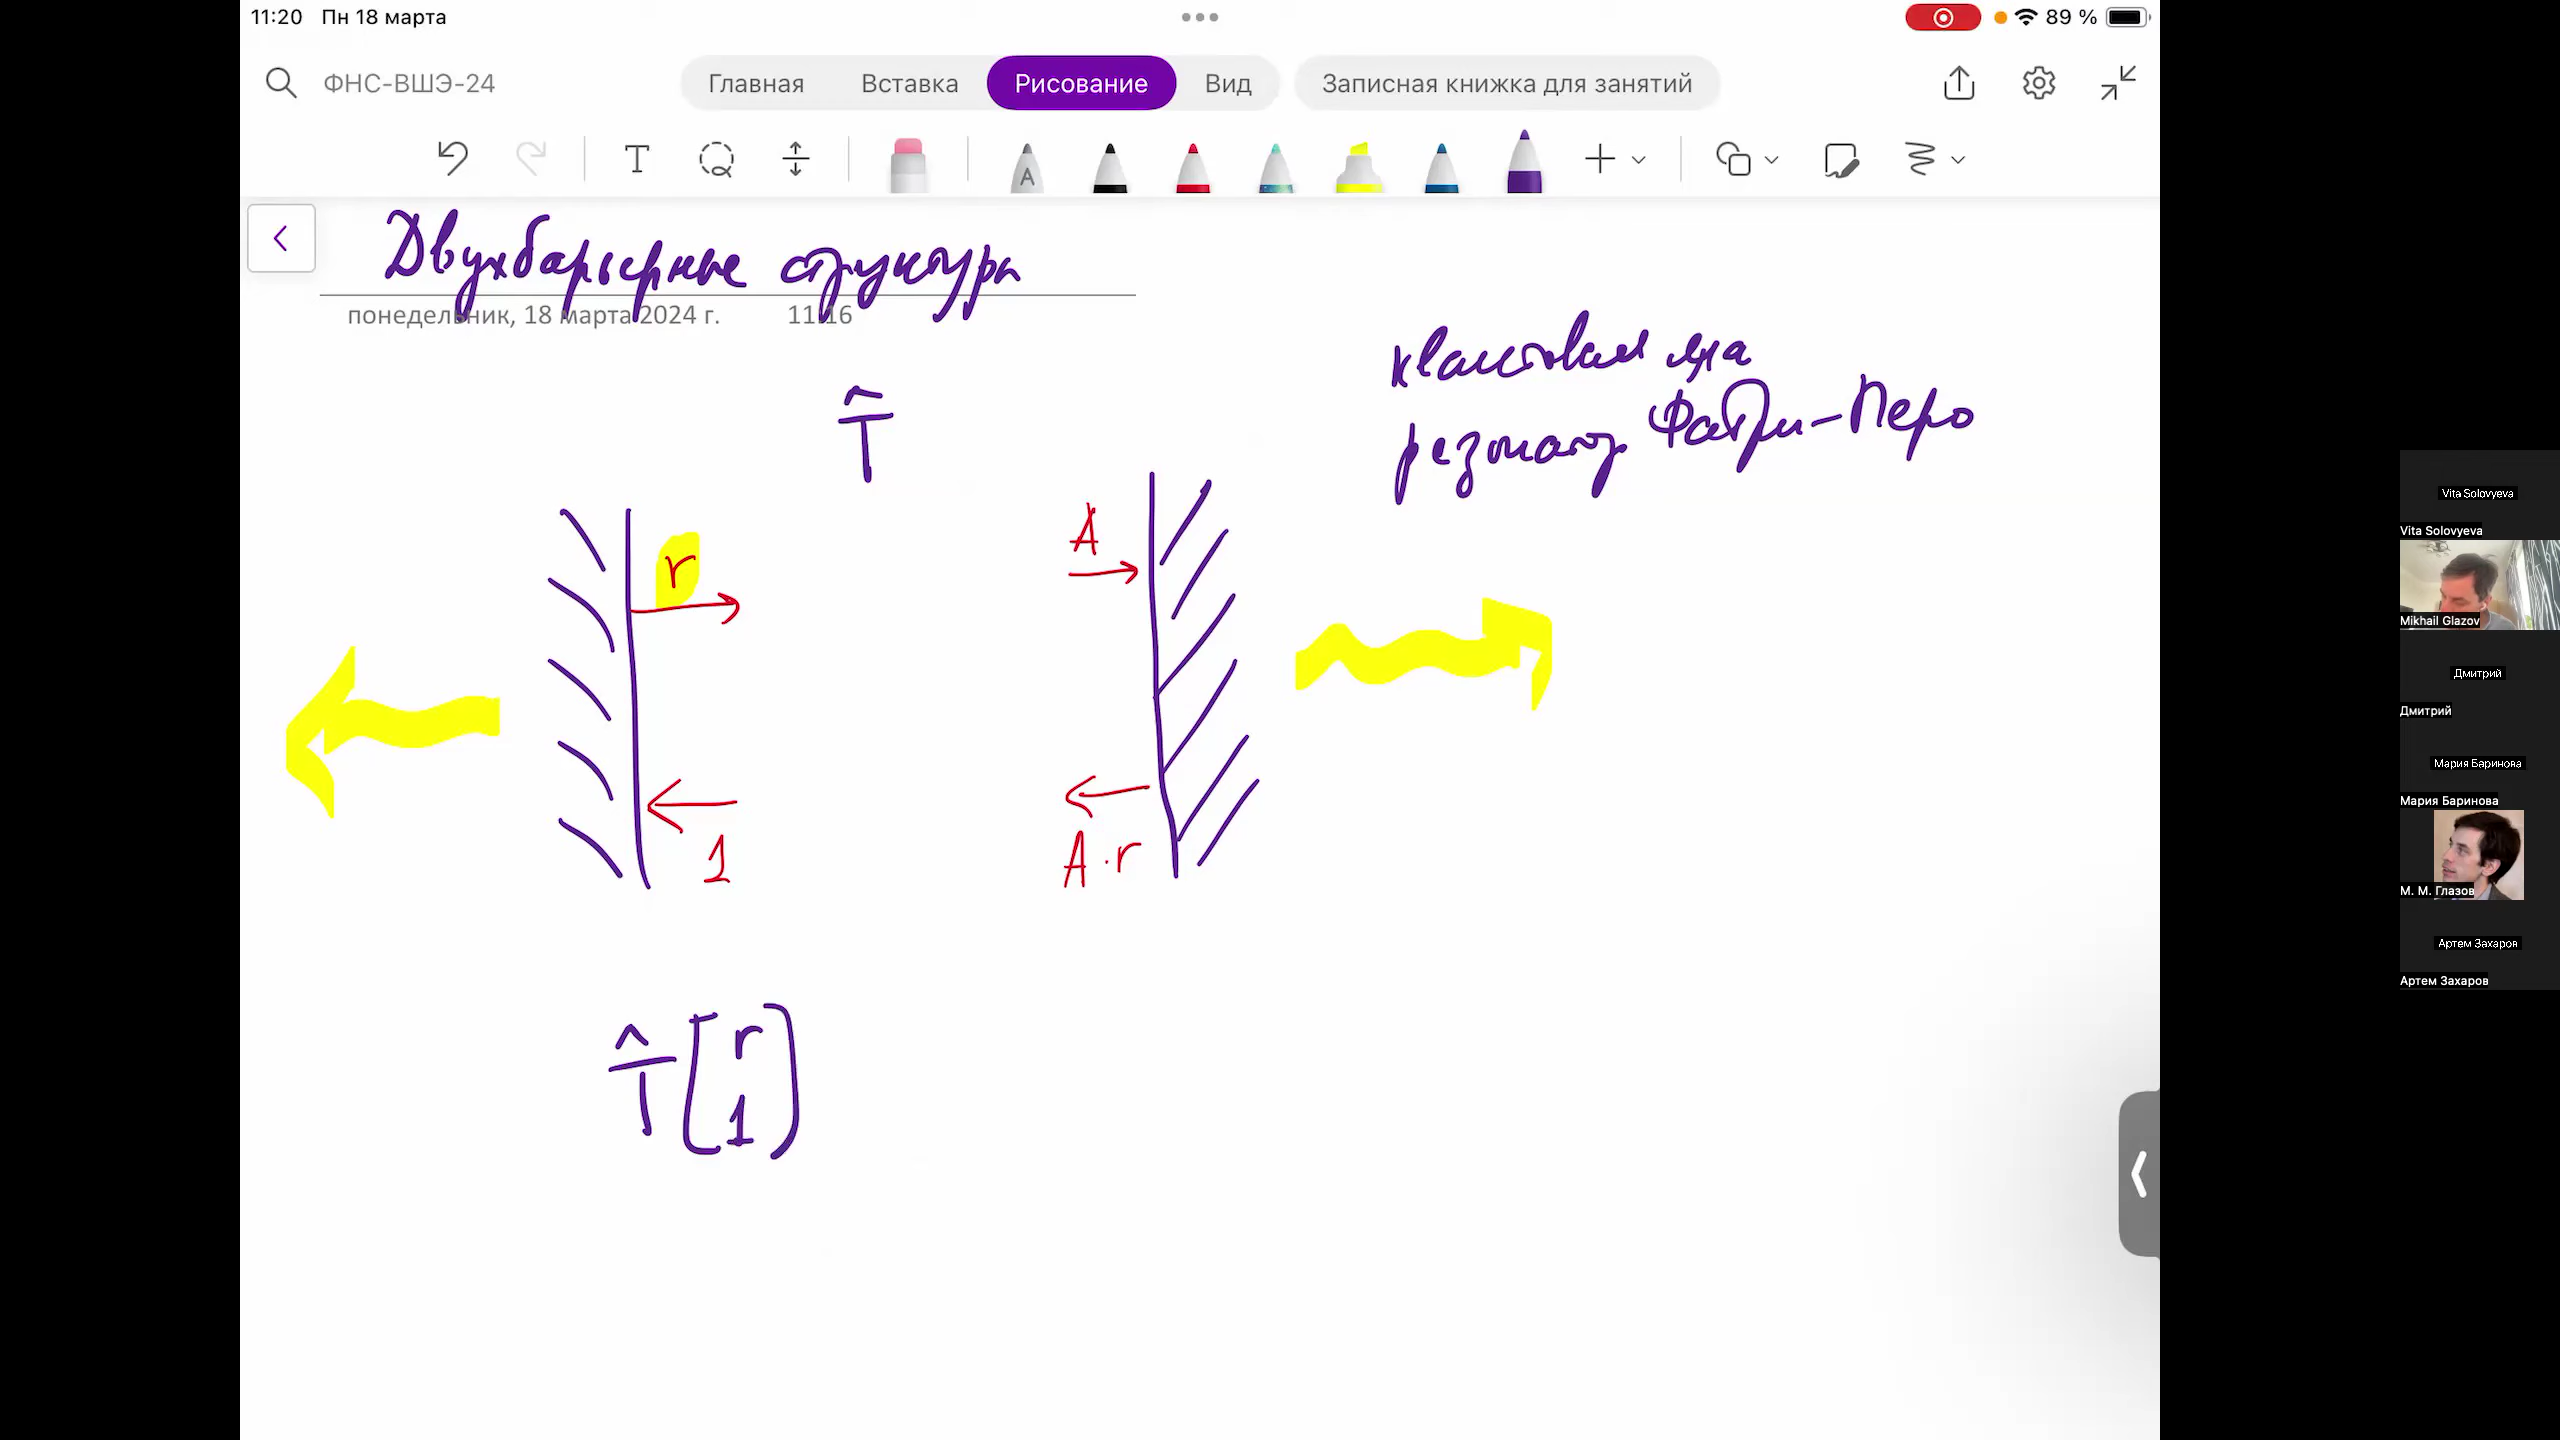 11:20 Пн 18 марта
89 %
ФНС-ВШЭ-24
Главная
Вставка
Рисование
Вид
Записная книжка для занятий
T
A
Двухбарьерные структуры
понедельник, 18 марта 2024 г. 11:16
квантовая яма
резонатор Фабри-Перо
T̂
r
A
1
A·r
T̂ [r
1]
Vita Solovyeva
Vita Solovyeva
Mikhail Glazov
Дмитрий
Дмитрий
Мария Баринова
Мария Баринова
М. М. Глазов
Артем Захаров
Артем Захаров